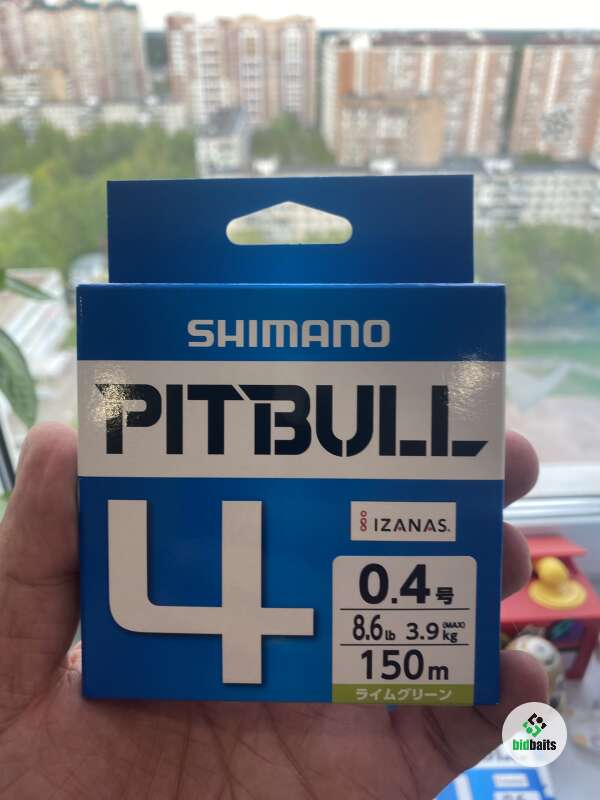 SHIMANO
PITBULL
4
IZANAS.
0.4号
8.6lb 3.9kg (MAX)
150m
ライムグリーン
bidbaits